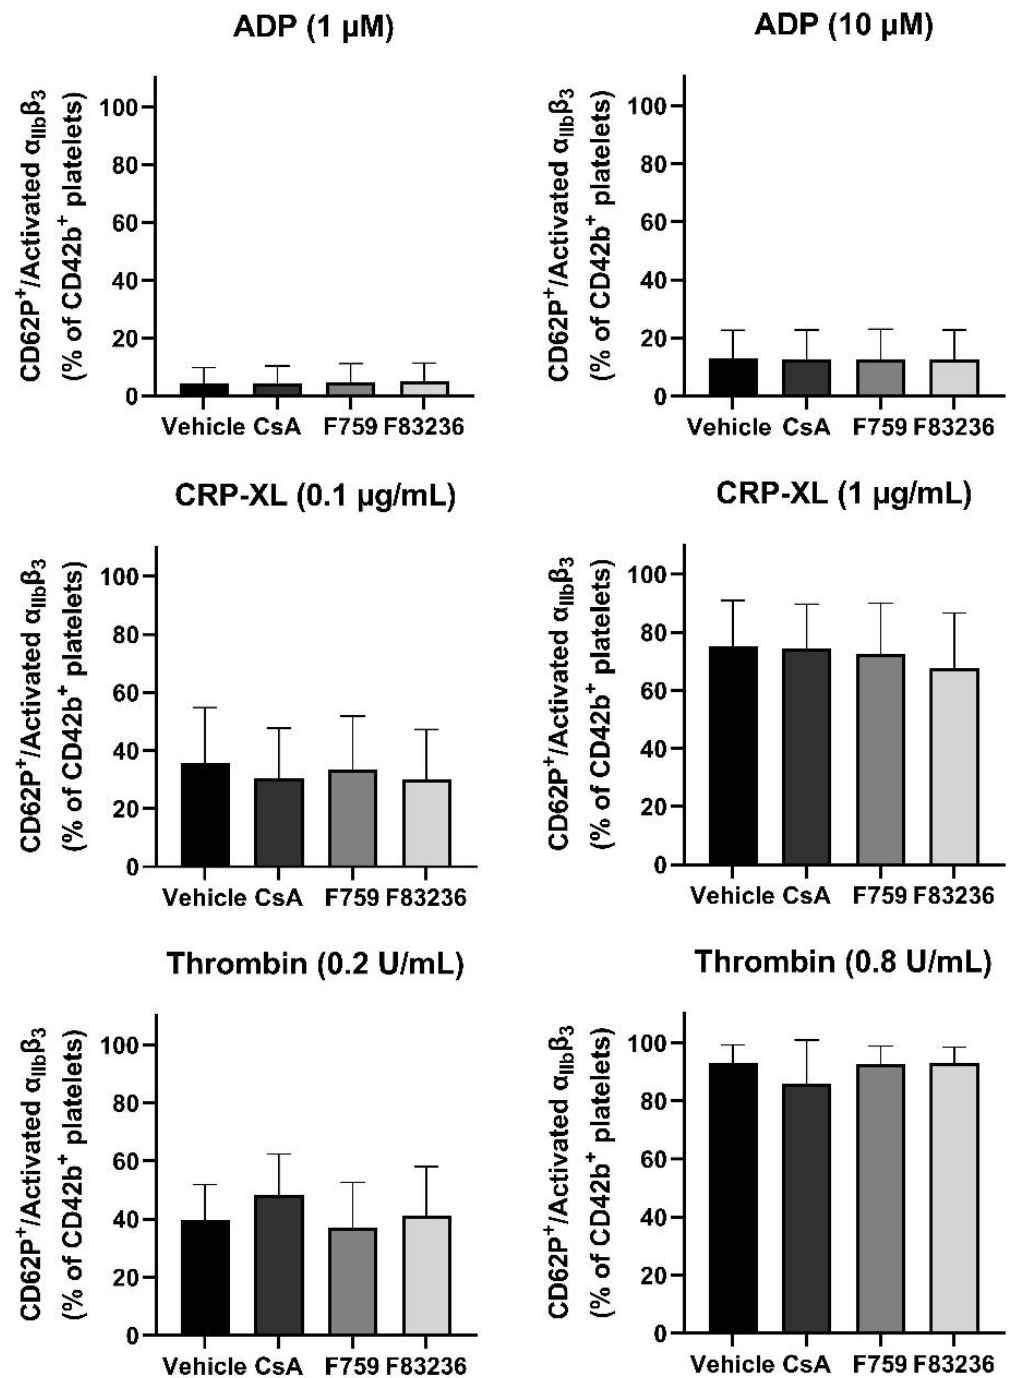 ADP (1 µM)
CD62P⁺/Activated αIIbβ3
(% of CD42b⁺ platelets)
100
80
60
40
20
0
Vehicle CsA F759 F83236
ADP (10 µM)
CD62P⁺/Activated αIIbβ3
(% of CD42b⁺ platelets)
100
80
60
40
20
0
Vehicle CsA F759 F83236
CRP-XL (0.1 µg/mL)
CD62P⁺/Activated αIIbβ3
(% of CD42b⁺ platelets)
100
80
60
40
20
0
Vehicle CsA F759 F83236
CRP-XL (1 µg/mL)
CD62P⁺/Activated αIIbβ3
(% of CD42b⁺ platelets)
100
80
60
40
20
0
Vehicle CsA F759 F83236
Thrombin (0.2 U/mL)
CD62P⁺/Activated αIIbβ3
(% of CD42b⁺ platelets)
100
80
60
40
20
0
Vehicle CsA F759 F83236
Thrombin (0.8 U/mL)
CD62P⁺/Activated αIIbβ3
(% of CD42b⁺ platelets)
100
80
60
40
20
0
Vehicle CsA F759 F83236